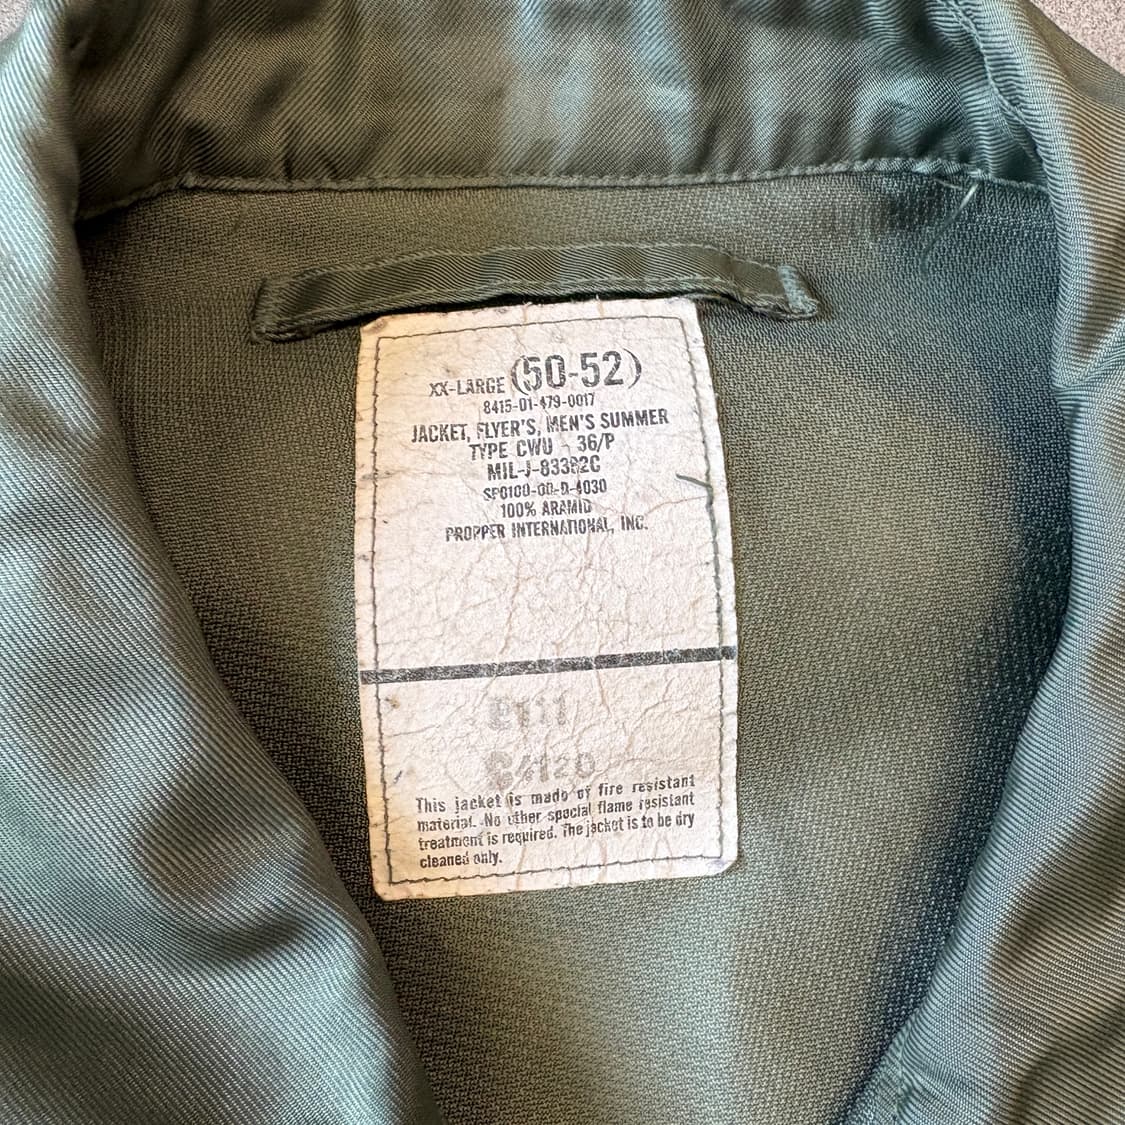 XX-LARGE (50-52)
8415-01-479-0017
JACKET, FLYER'S, MEN'S SUMMER
TYPE CWU - 36/P
MIL-J-83382C
SP0100-00-D-4030
100% ARAMID
PROPPER INTERNATIONAL, INC.
E111
C4120
This jacket is made of fire resistant
material. No other special flame resistant
treatment is required. The jacket is to be dry
cleaned only.